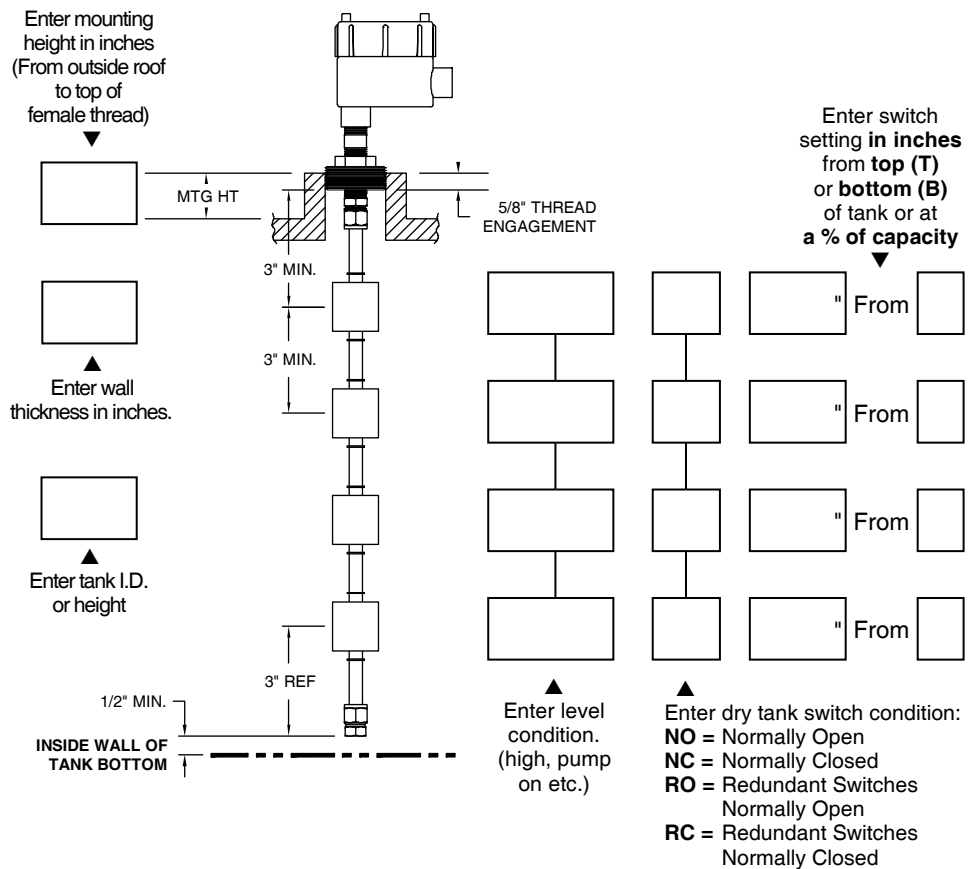 Enter mounting
height in inches
(From outside roof
to top of
female thread)
MTG HT
5/8" THREAD
ENGAGEMENT
Enter switch
setting in inches
from top (T)
or bottom (B)
of tank or at
a % of capacity
3" MIN.
" From
Enter wall
thickness in inches.
3" MIN.
" From
" From
Enter tank I.D.
or height
" From
3" REF
1/2" MIN.
INSIDE WALL OF
TANK BOTTOM
Enter level
condition.
(high, pump
on etc.)
Enter dry tank switch condition:
NO = Normally Open
NC = Normally Closed
RO = Redundant Switches
Normally Open
RC = Redundant Switches
Normally Closed